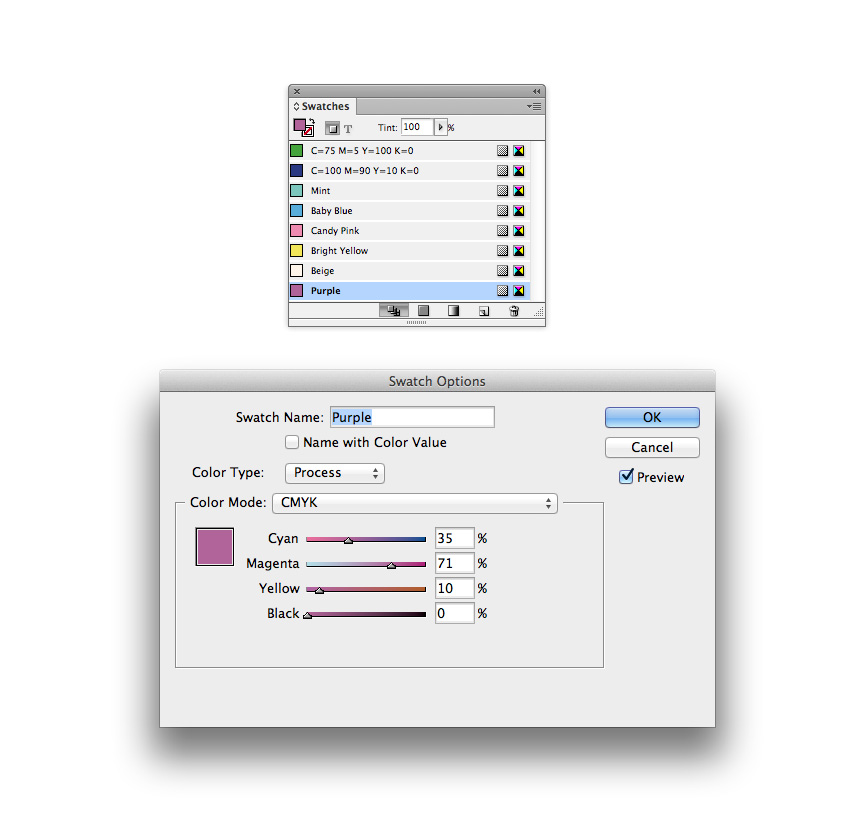 Swatches
T Tint: 100 %
C=75 M=5 Y=100 K=0
C=100 M=90 Y=10 K=0
Mint
Baby Blue
Candy Pink
Bright Yellow
Beige
Purple
Swatch Options
Swatch Name: Purple
OK
Name with Color Value
Cancel
Color Type: Process
Preview
Color Mode: CMYK
Cyan 35 %
Magenta 71 %
Yellow 10 %
Black 0 %